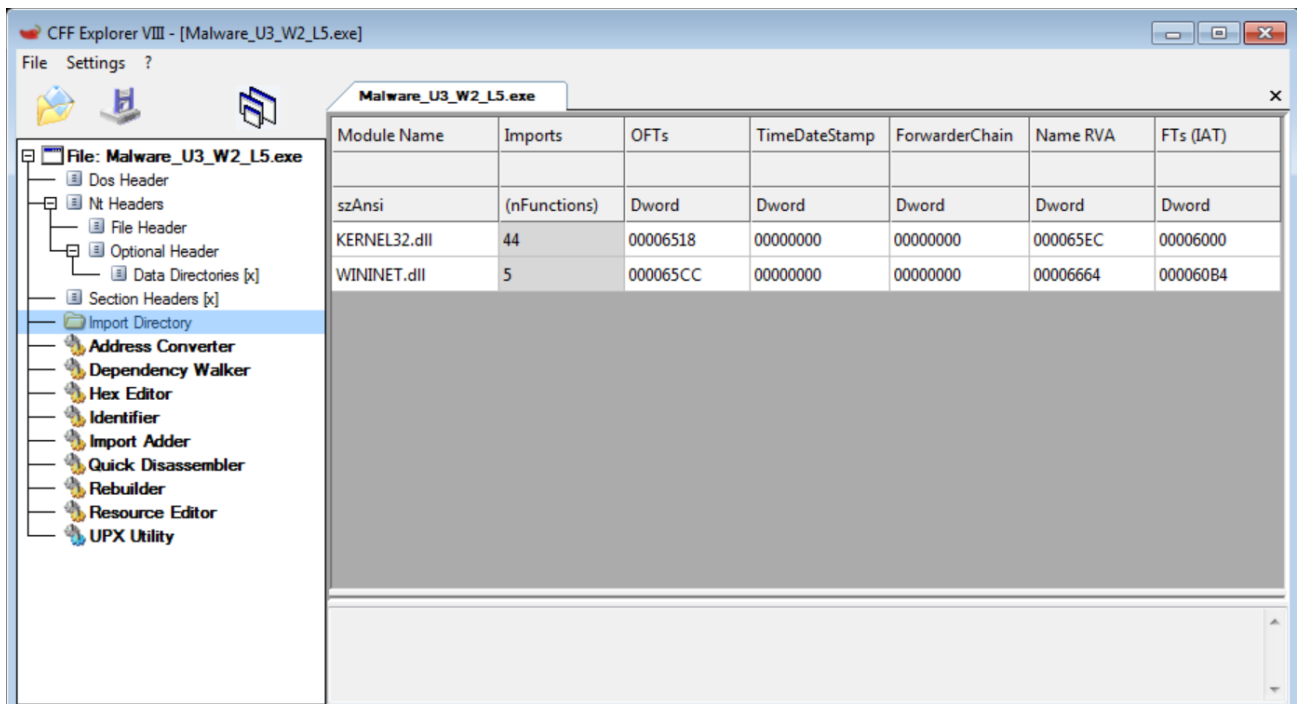 CFF Explorer VIII - [Malware_U3_W2_L5.exe]
File Settings ?
Malware_U3_W2_L5.exe
File: Malware_U3_W2_L5.exe
Dos Header
Nt Headers
File Header
Optional Header
Data Directories [x]
Section Headers [x]
Import Directory
Address Converter
Dependency Walker
Hex Editor
Identifier
Import Adder
Quick Disassembler
Rebuilder
Resource Editor
UPX Utility
Module Name Imports OFTs TimeDateStamp ForwarderChain Name RVA FTs (IAT)
szAnsi (nFunctions) Dword Dword Dword Dword Dword
KERNEL32.dll 44 00006518 00000000 00000000 000065EC 00006000
WININET.dll 5 000065CC 00000000 00000000 00006664 000060B4